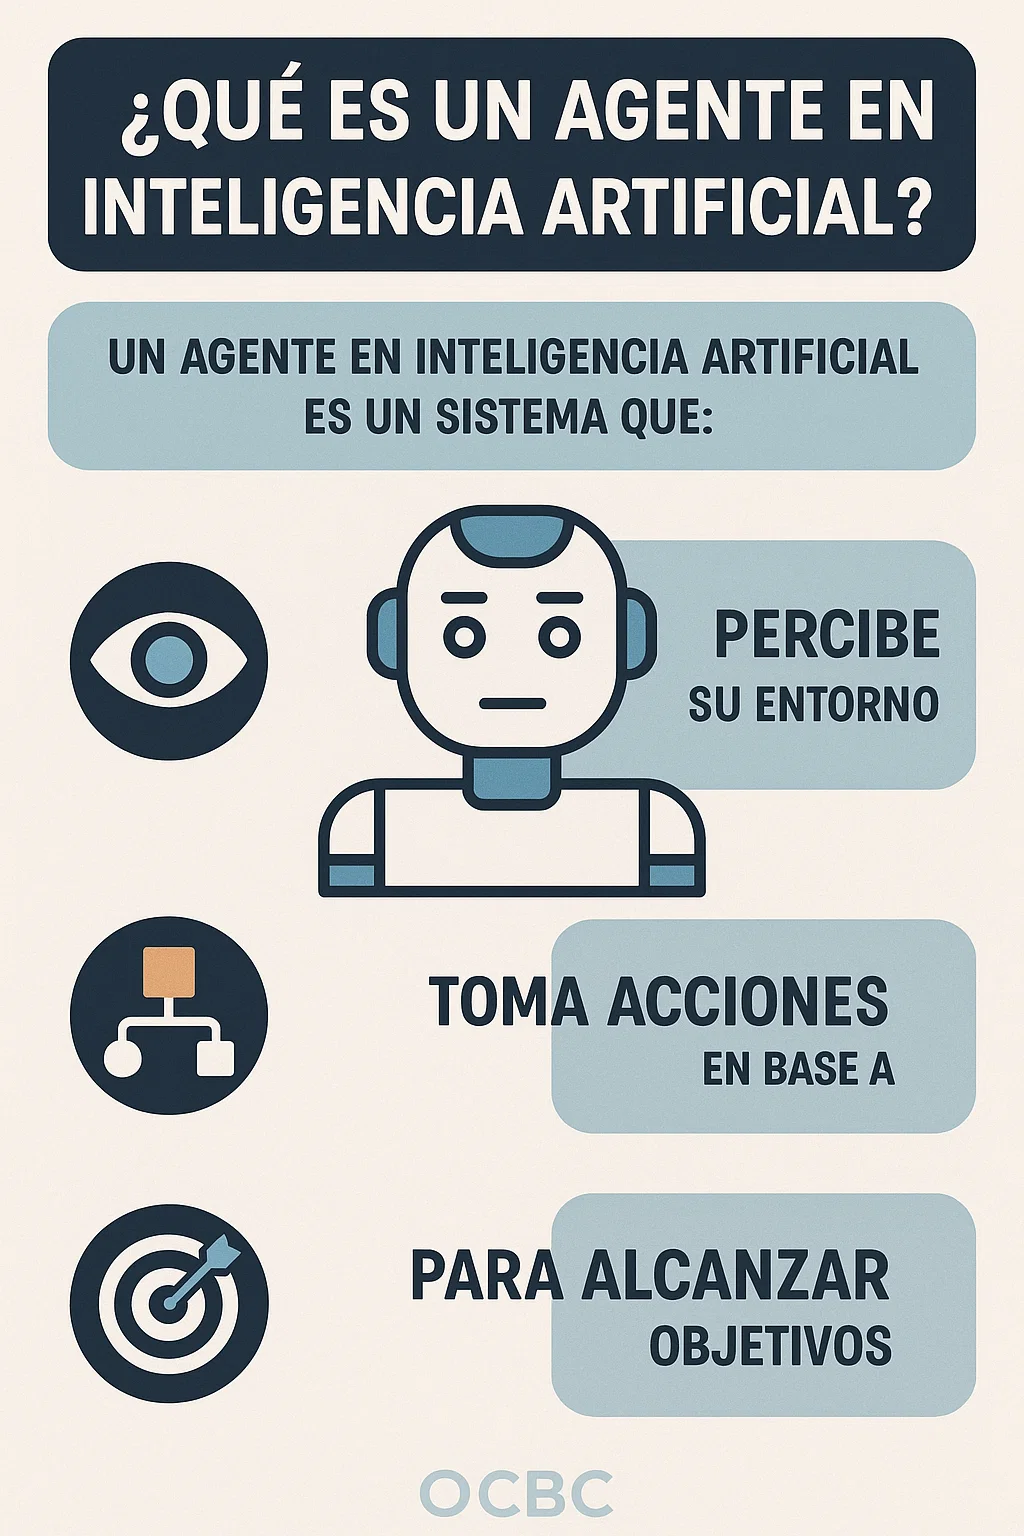 ¿QUÉ ES UN AGENTE EN
INTELIGENCIA ARTIFICIAL?
UN AGENTE EN INTELIGENCIA ARTIFICIAL
ES UN SISTEMA QUE:
PERCIBE
SU ENTORNO
TOMA ACCIONES
EN BASE A
PARA ALCANZAR
OBJETIVOS
OCBC